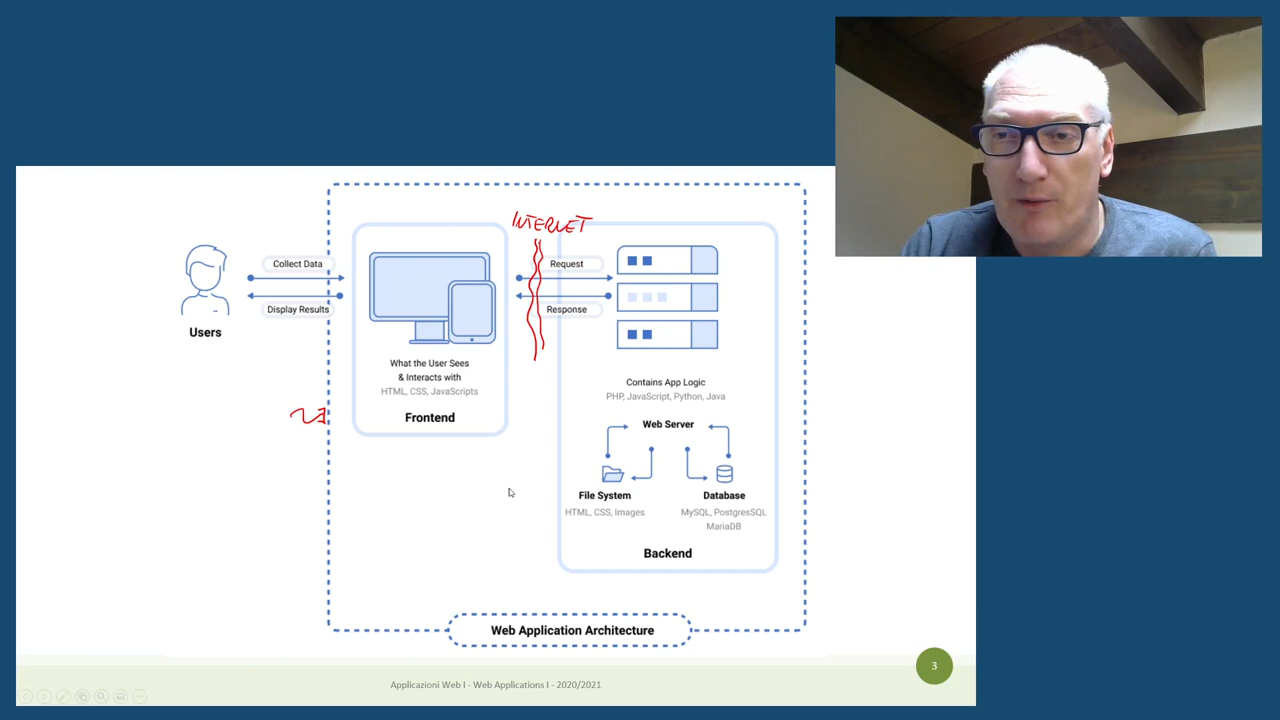 INTERNET
Collect Data
Request
Display Results
Response
Users
What the User Sees
& Interacts with
HTML, CSS, JavaScripts
Frontend
Contains App Logic
PHP, JavaScript, Python, Java
Web Server
File System
HTML, CSS, Images
Database
MySQL, PostgresSQL
MariaDB
Backend
Web Application Architecture
3
Applicazioni Web I - Web Applications I - 2020/2021